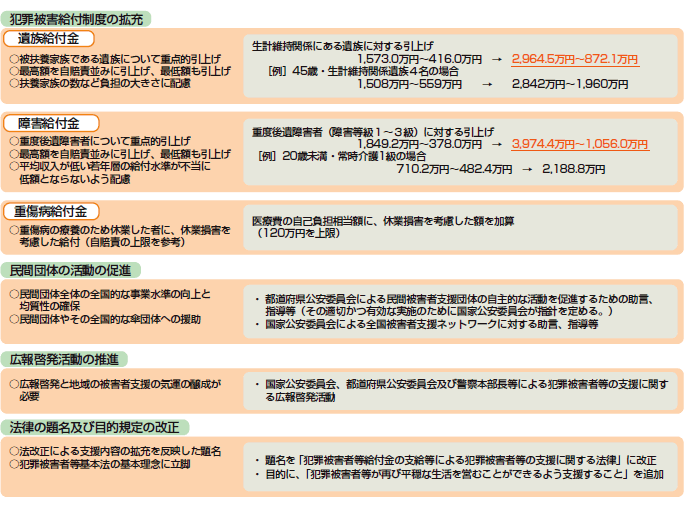 犯罪被害給付制度の拡充
遺族給付金
○被扶養家族である遺族について重点的引上げ
○最高額を自賠責並みに引上げ、最低額も引上げ
○扶養家族の数など負担の大きさに配慮
生計維持関係にある遺族に対する引上げ
1,573.0万円～416.0万円 → 2,964.5万円～872.1万円
［例］45歳・生計維持関係遺族４名の場合
1,508万円～559万円 → 2,842万円～1,960万円
障害給付金
○重度後遺障害者について重点的引上げ
○最高額を自賠責並みに引上げ、最低額も引上げ
○平均収入が低い若年層の給付水準が不当に
低額とならないよう配慮
重度後遺障害者（障害等級１～３級）に対する引上げ
1,849.2万円～378.0万円 → 3,974.4万円～1,056.0万円
［例］20歳未満・常時介護1級の場合
710.2万円～482.4万円 → 2,188.8万円
重傷病給付金
○重傷病の療養のため休業した者に、休業損害を
考慮した給付（自賠責の上限を参考）
医療費の自己負担相当額に、休業損害を考慮した額を加算
（120万円を上限）
民間団体の活動の促進
○民間団体全体の全国的な事業水準の向上と
均質性の確保
○民間団体やその全国的な傘団体への援助
・ 都道府県公安委員会による民間被害者支援団体の自主的な活動を促進するための助言、
指導等（その適切かつ有効な実施のために国家公安委員会が指針を定める。）
・ 国家公安委員会による全国被害者支援ネットワークに対する助言、指導等
広報啓発活動の推進
○広報啓発と地域の被害者支援の気運の醸成が
必要
・ 国家公安委員会、都道府県公安委員会及び警察本部長等による犯罪被害者等の支援に関す
る広報啓発活動
法律の題名及び目的規定の改正
○法改正による支援内容の拡充を反映した題名
○犯罪被害者等基本法の基本理念に立脚
・ 題名を「犯罪被害者等給付金の支給等による犯罪被害者等の支援に関する法律」に改正
・ 目的に、「犯罪被害者等が再び平穏な生活を営むことができるよう支援すること」を追加